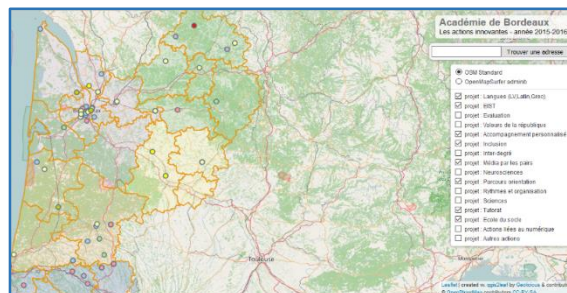 Académie de Bordeaux
Les actions innovantes - année 2015-2016
Trouver une adresse
OSM Standard
OpenMapSurfer adminb
projet : Langues (LV/Latin.Grec)
projet : EIST
projet : Evaluation
projet : Valeurs de la république
projet : Accompagnement personnalisé
projet : Inclusion
projet : Inter-degré
projet : Média par les pairs
projet : Neurosciences
projet : Parcours orientation
projet : Rythmes et organisation
projet : Sciences
projet : Tutorat
projet : Ecole du socle
projet : Actions liées au numérique
projet : Autres actions
Toulouse